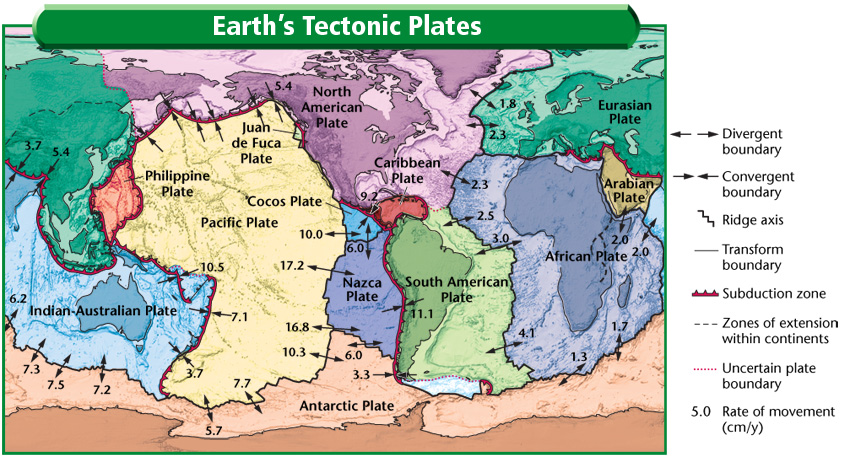 Earth's Tectonic Plates
5.4
North
American
Plate
1.8
Eurasian
Plate
2.3
Juan
de Fuca
Plate
3.7
5.4
Philippine
Plate
Caribbean
Plate
2.3
Arabian
Plate
9.2
Cocos Plate
Pacific Plate
2.5
10.0
6.0
3.0
2.0
2.0
African Plate
10.5
17.2
Nazca
Plate
South American
Plate
6.2
Indian-Australian Plate
7.1
11.1
16.8
4.1
1.7
10.3
6.0
1.3
7.3
7.5
7.2
3.7
7.7
3.3
Antarctic Plate
5.7
Divergent
boundary
Convergent
boundary
Ridge axis
Transform
boundary
Subduction zone
Zones of extension
within continents
Uncertain plate
boundary
5.0 Rate of movement
(cm/y)